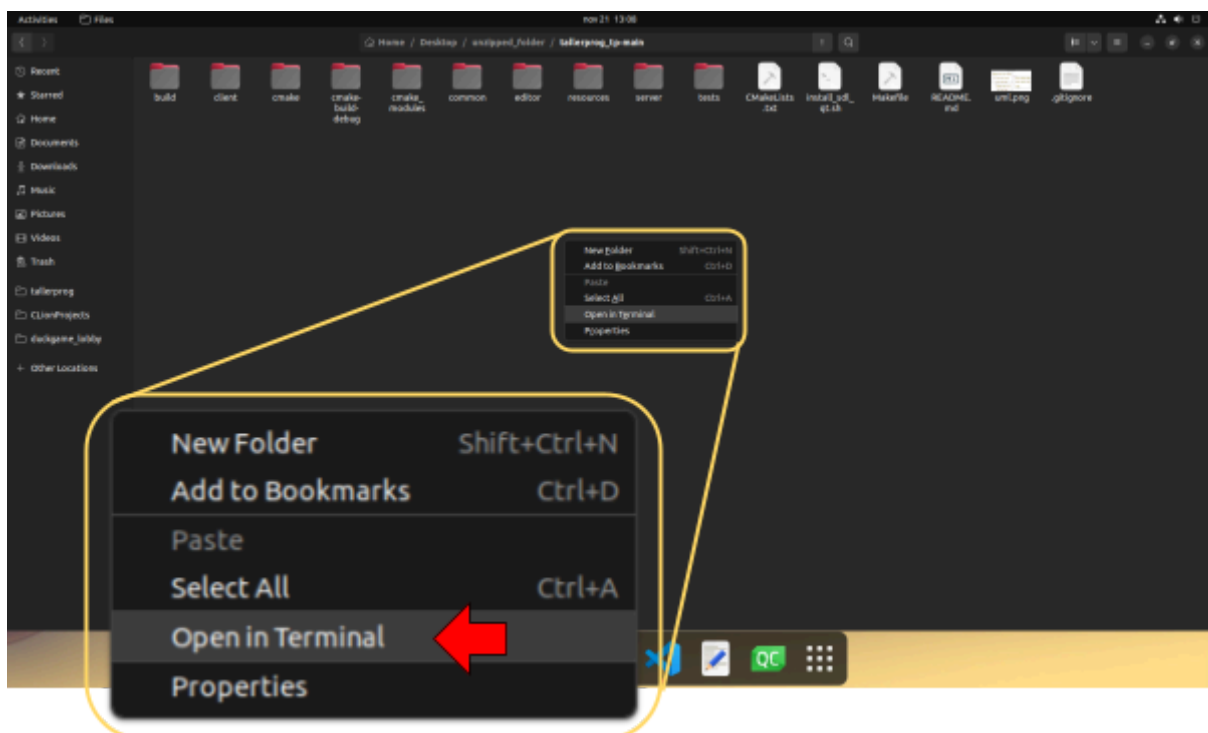 Activities Files nov 21 13:08
Home / Desktop / unzipped_folder / tallerprog_tp-main
Recent
Starred
Home
Documents
Downloads
Music
Pictures
Videos
Trash
tallerprog
CLionProjects
duckgame_lobby
+ Other Locations
build
client
cmake
cmake-
build-
debug
cmake_
modules
common
editor
resources
server
tests
CMakeLists
.txt
install_sdl_
qt.sh
Makefile
README.
md
uml.png
.gitignore
New Folder Shift+Ctrl+N
Add to Bookmarks Ctrl+D
Paste
Select All Ctrl+A
Open in Terminal
Properties
New Folder Shift+Ctrl+N
Add to Bookmarks Ctrl+D
Paste
Select All Ctrl+A
Open in Terminal
Properties
QC